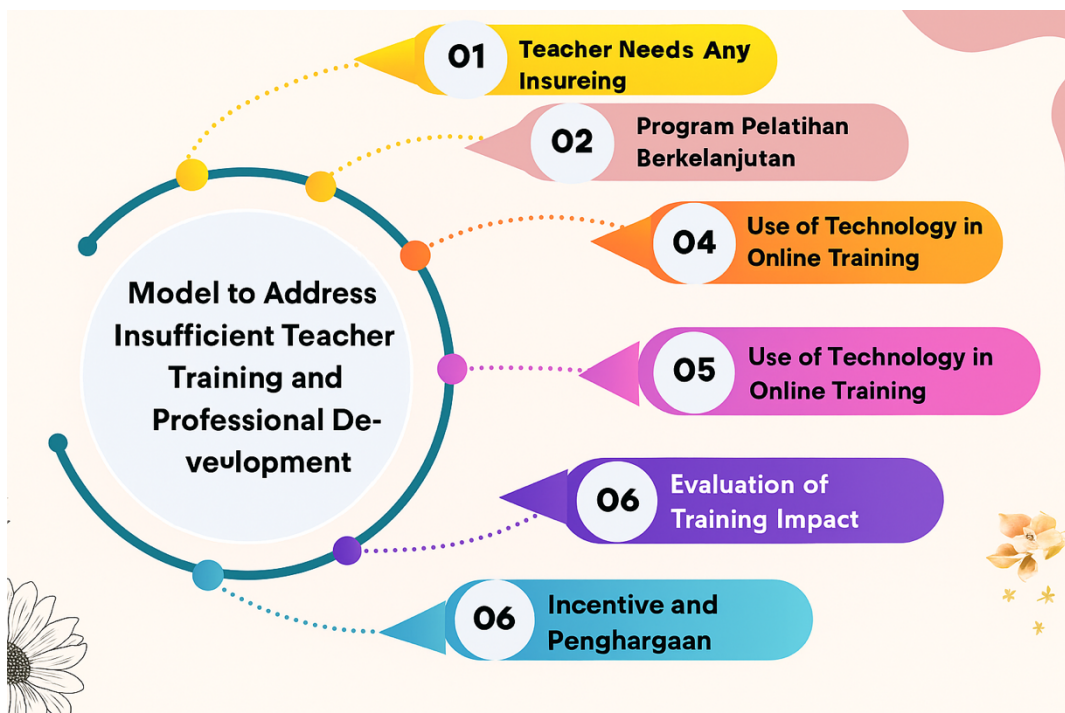 01
Teacher Needs Any
Insureing
02
Program Pelatihan
Berkelanjutan
04
Use of Technology in
Online Training
05
Use of Technology in
Online Training
06
Evaluation of
Training Impact
06
Incentive and
Penghargaan
Model to Address
Insufficient Teacher
Training and
Professional De-
veulopment